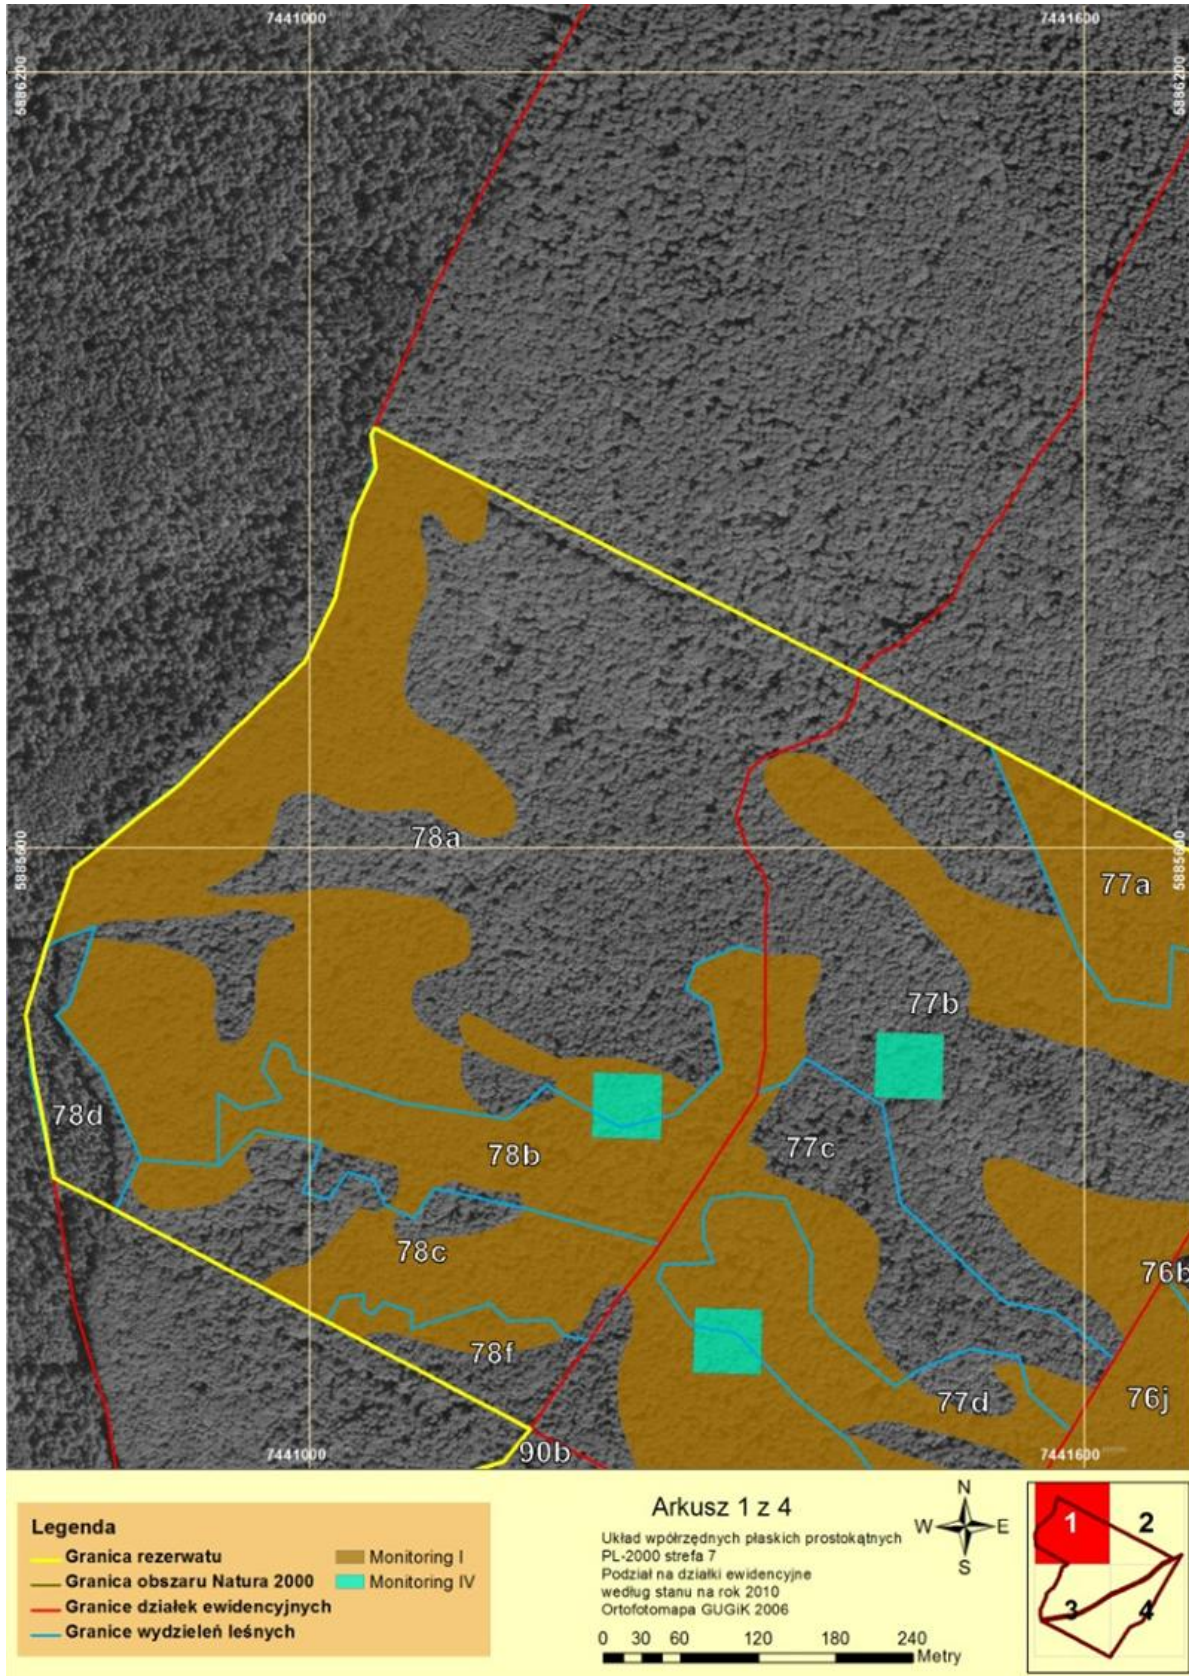 7441000
7441600
5886200
5886200
78a
5885600
5885600
77a
77b
78d
78b
77c
78c
76b
78f
77d
76j
7441000
7441600
90b
Legenda
Granica rezerwatu
Granica obszaru Natura 2000
Granice działek ewidencyjnych
Granice wydzieleń leśnych
Monitoring I
Monitoring IV
Arkusz 1 z 4
Układ wpółrzędnych płaskich prostokątnych
PL-2000 strefa 7
Podział na działki ewidencyjne
według stanu na rok 2010
Ortofotomapa GUGiK 2006
0 30 60 120 180 240
Metry
N
W E
S
1 2
3 4